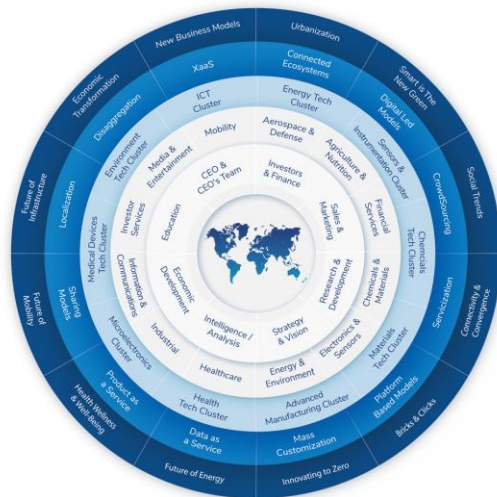 New Business Models
Urbanization
Smart is The
New Green
Social Trends
Connectivity &
Convergence
Bricks & Clicks
Innovating to Zero
Future of Energy
Health Wellness
& Well-Being
Future of
Mobility
Future of
Infrastructure
Economic
Transformation
XaaS
Connected
Ecosystems
Digital Led
Models
CrowdSourcing
Servicización
Platform
Based Models
Mass
Customization
Data as
a Service
Product as
a Service
Sharing
Models
Localization
Disaggregation
ICT
Cluster
Energy Tech
Cluster
Sensors &
Instrumentation Cluster
Chemcials
Tech Cluster
Materials
Tech Cluster
Advanced
Manufacturing Cluster
Health
Tech Cluster
Microelectronics
Cluster
Medical Devices
Tech Cluster
Environment
Tech Cluster
Mobility
Aerospace &
Defense
Agriculture &
Nutrition
Financial
Services
Chemicals &
Materials
Electronics &
Sensors
Energy &
Environment
Healthcare
Industrial
Information &
Communications
Investor
Services
Media &
Entertainment
CEO &
CEO's Team
Investors
& Finance
Sales &
Marketing
Research &
Development
Strategy
& Vision
Intelligence /
Analysis
Economic
Development
Education